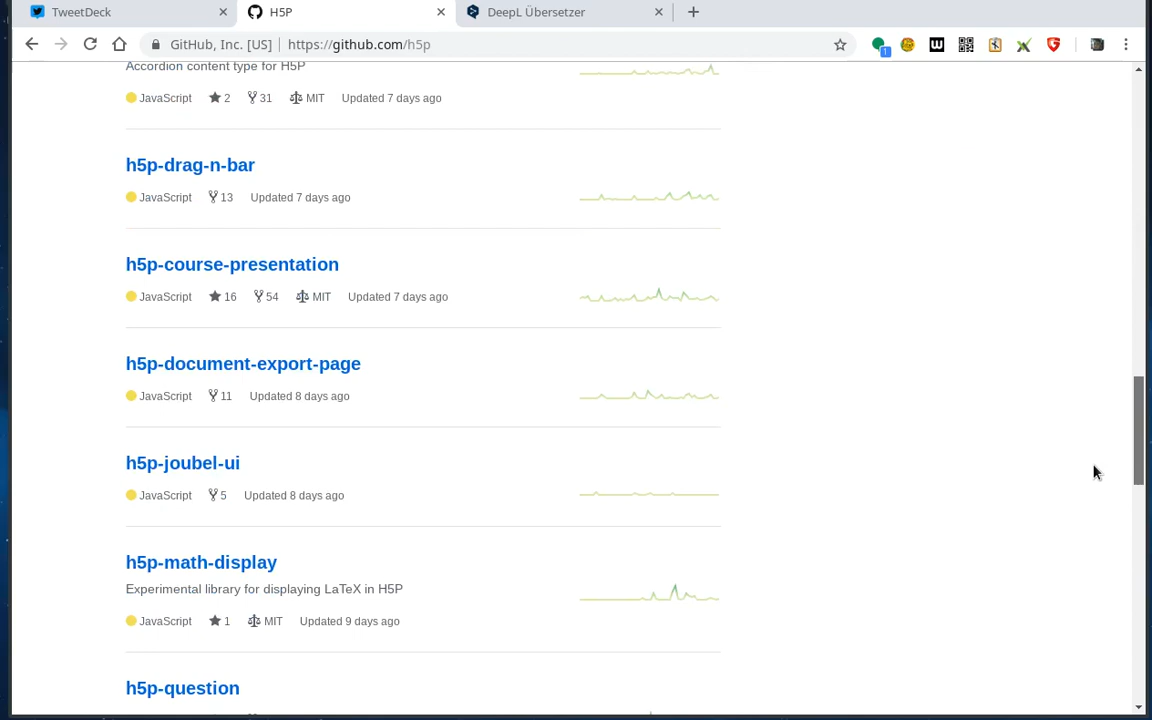 TweetDeck
H5P
DeepL Übersetzer
GitHub, Inc. [US] https://github.com/h5p
1
Accordion content type for H5P
JavaScript 2 31 MIT Updated 7 days ago
h5p-drag-n-bar
JavaScript 13 Updated 7 days ago
h5p-course-presentation
JavaScript 16 54 MIT Updated 7 days ago
h5p-document-export-page
JavaScript 11 Updated 8 days ago
h5p-joubel-ui
JavaScript 5 Updated 8 days ago
h5p-math-display
Experimental library for displaying LaTeX in H5P
JavaScript 1 MIT Updated 9 days ago
h5p-question